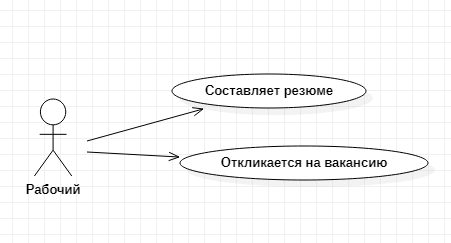 Составляет резюме
Откликается на вакансию
Рабочий